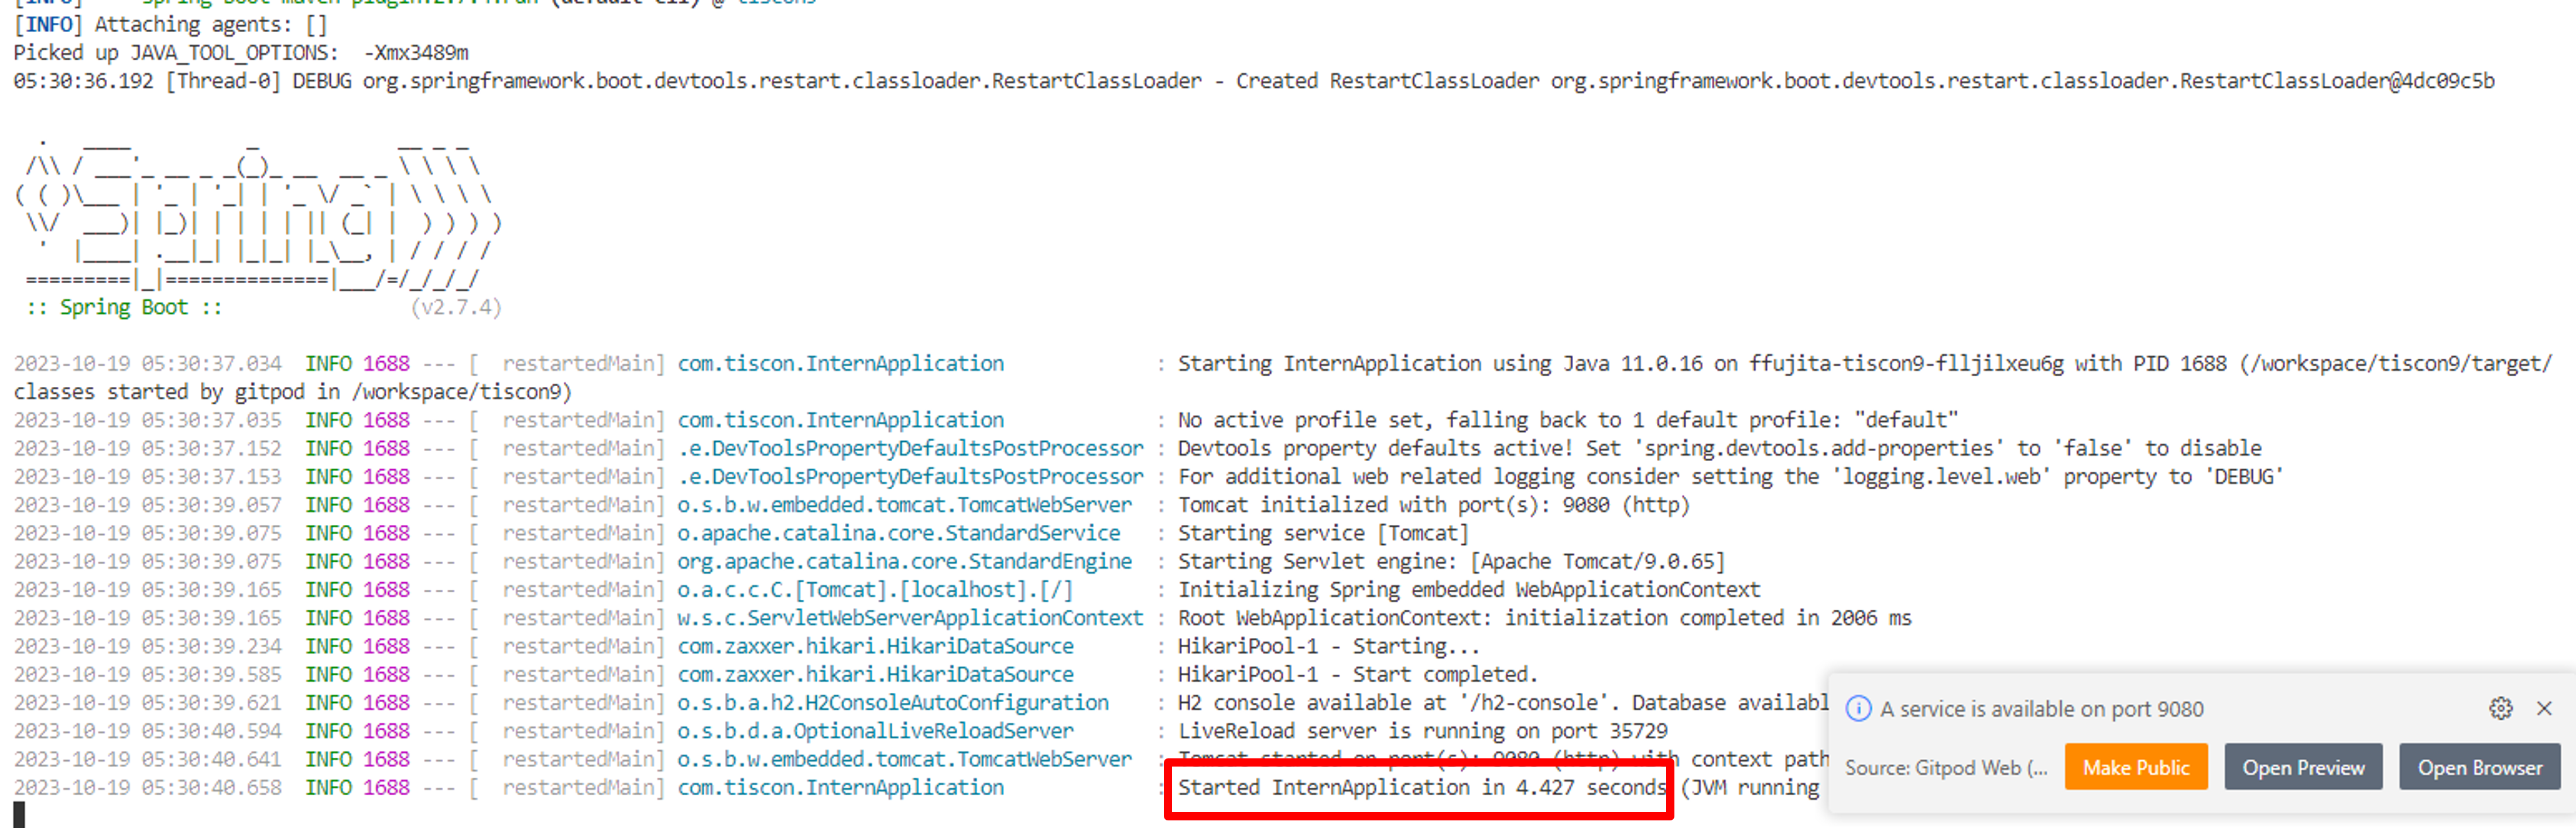 [INFO] Attaching agents: []
Picked up JAVA_TOOL_OPTIONS:  -Xmx3489m
05:30:36.192 [Thread-0] DEBUG org.springframework.boot.devtools.restart.classloader.RestartClassLoader - Created RestartClassLoader org.springframework.boot.devtools.restart.classloader.RestartClassLoader@4dc09c5b
:: Spring Boot ::                (v2.7.4)
2023-10-19 05:30:37.034  INFO 1688 --- [  restartedMain] com.tiscon.InternApplication             : Starting InternApplication using Java 11.0.16 on ffujita-tiscon9-flljilxeu6g with PID 1688 (/workspace/tiscon9/target/
classes started by gitpod in /workspace/tiscon9)
2023-10-19 05:30:37.035  INFO 1688 --- [  restartedMain] com.tiscon.InternApplication             : No active profile set, falling back to 1 default profile: "default"
2023-10-19 05:30:37.152  INFO 1688 --- [  restartedMain] .e.DevToolsPropertyDefaultsPostProcessor : Devtools property defaults active! Set 'spring.devtools.add-properties' to 'false' to disable
2023-10-19 05:30:37.153  INFO 1688 --- [  restartedMain] .e.DevToolsPropertyDefaultsPostProcessor : For additional web related logging consider setting the 'logging.level.web' property to 'DEBUG'
2023-10-19 05:30:39.057  INFO 1688 --- [  restartedMain] o.s.b.w.embedded.tomcat.TomcatWebServer  : Tomcat initialized with port(s): 9080 (http)
2023-10-19 05:30:39.075  INFO 1688 --- [  restartedMain] o.apache.catalina.core.StandardService   : Starting service [Tomcat]
2023-10-19 05:30:39.075  INFO 1688 --- [  restartedMain] org.apache.catalina.core.StandardEngine  : Starting Servlet engine: [Apache Tomcat/9.0.65]
2023-10-19 05:30:39.165  INFO 1688 --- [  restartedMain] o.a.c.c.C.[Tomcat].[localhost].[/]       : Initializing Spring embedded WebApplicationContext
2023-10-19 05:30:39.165  INFO 1688 --- [  restartedMain] w.s.c.ServletWebServerApplicationContext : Root WebApplicationContext: initialization completed in 2006 ms
2023-10-19 05:30:39.234  INFO 1688 --- [  restartedMain] com.zaxxer.hikari.HikariDataSource       : HikariPool-1 - Starting...
2023-10-19 05:30:39.585  INFO 1688 --- [  restartedMain] com.zaxxer.hikari.HikariDataSource       : HikariPool-1 - Start completed.
2023-10-19 05:30:39.621  INFO 1688 --- [  restartedMain] o.s.b.a.h2.H2ConsoleAutoConfiguration    : H2 console available at '/h2-console'. Database availabl
2023-10-19 05:30:40.594  INFO 1688 --- [  restartedMain] o.s.b.d.a.OptionalLiveReloadServer       : LiveReload server is running on port 35729
2023-10-19 05:30:40.641  INFO 1688 --- [  restartedMain] o.s.b.w.embedded.tomcat.TomcatWebServer  : Tomcat started on port(s): 9080 (http) with context path
2023-10-19 05:30:40.658  INFO 1688 --- [  restartedMain] com.tiscon.InternApplication             : Started InternApplication in 4.427 seconds (JVM running
A service is available on port 9080
Source: Gitpod Web (...
Make Public
Open Preview
Open Browser